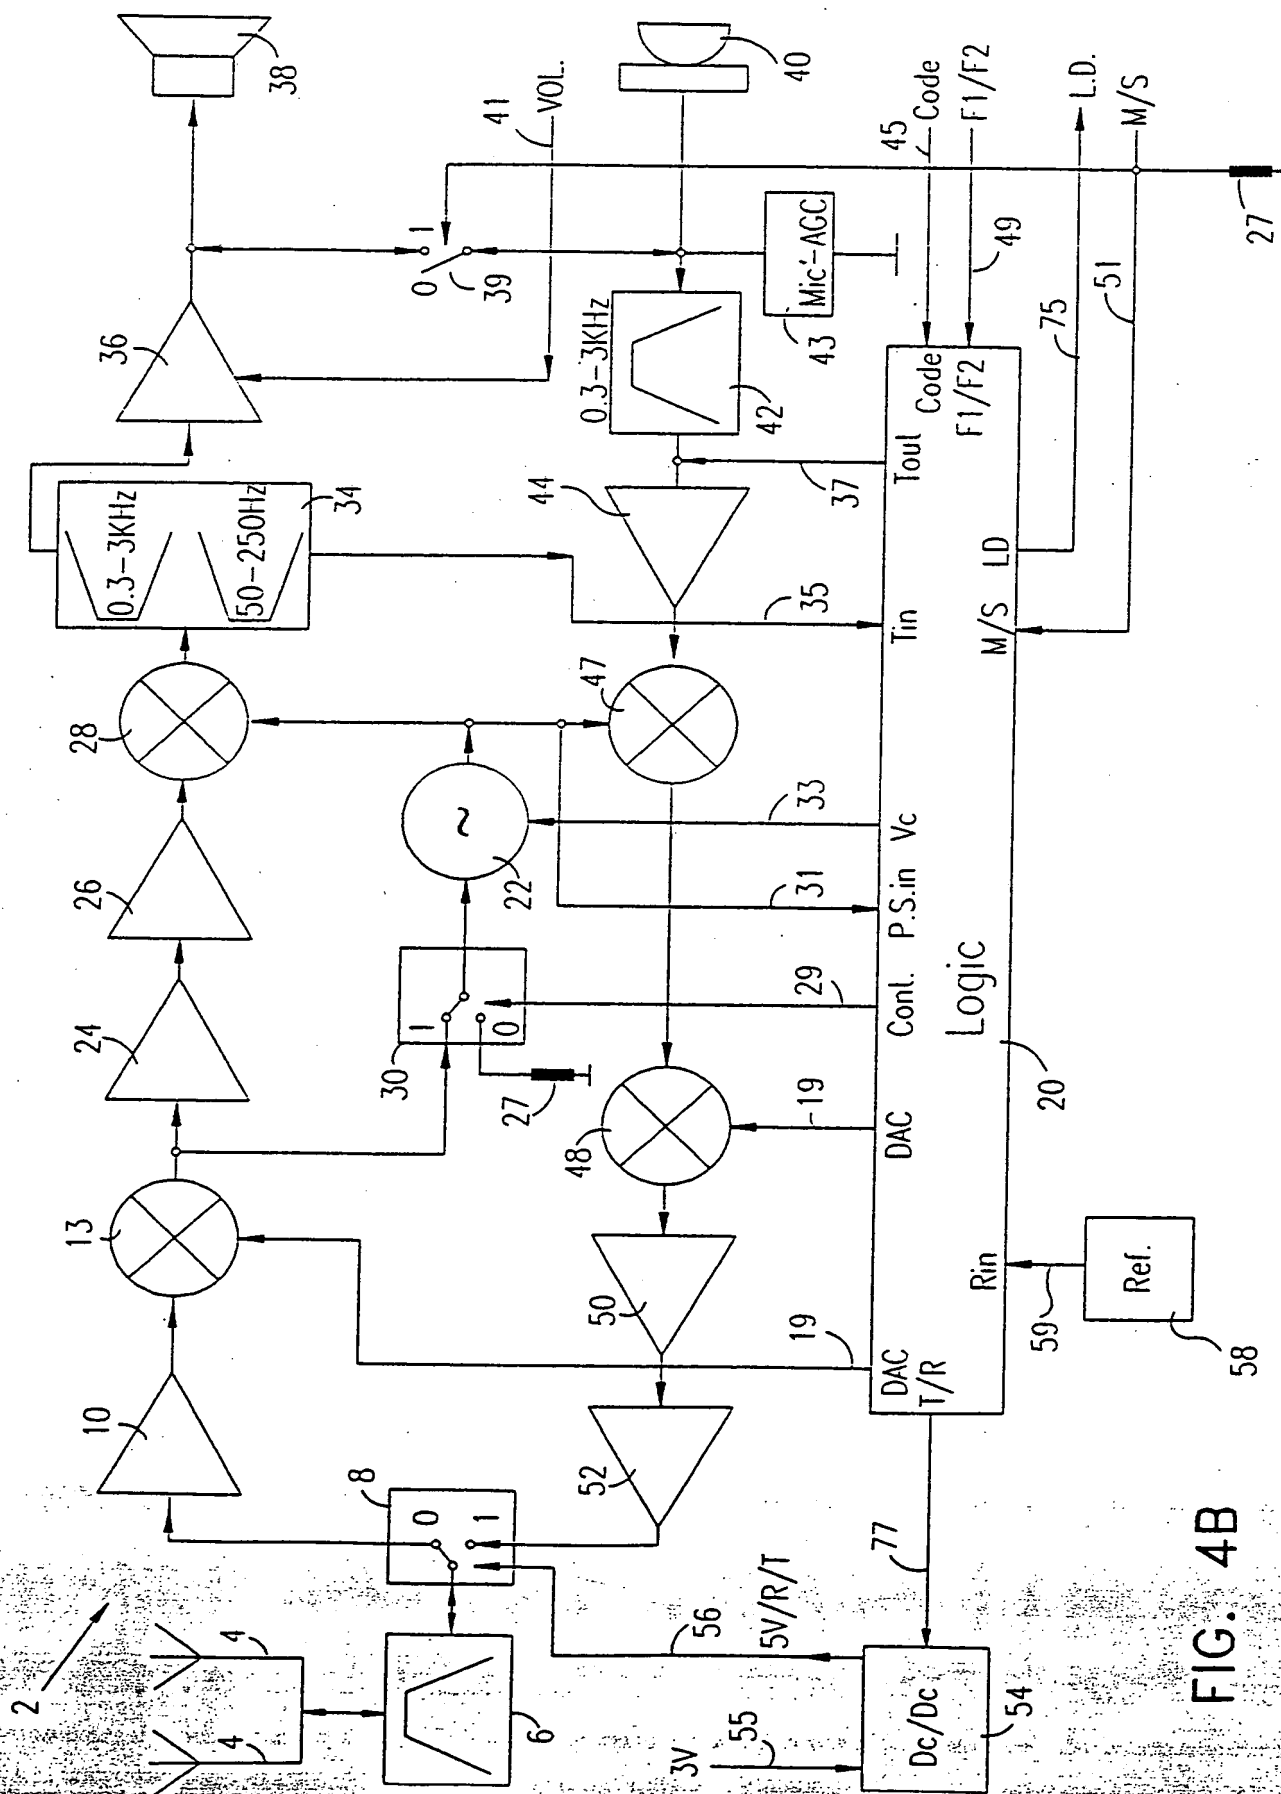 2
4
4
6
8
0
1
10
13
24
26
28
0.3-3KHz
50-250Hz
34
36
38
41
VOL.
40
39
0
1
0.3-3KHz
42
Mic'-AGC
43
44
47
22
~
30
1
0
27
48
50
52
19
19
29
31
33
35
37
45
Code
F1/F2
49
L.D.
M/S
51
75
27
DAC
T/R
DAC
Cont.
P.S.in
Vc
Tin
Tout
Code
F1/F2
Rin
Logic
M/S
LD
20
59
Ref.
58
77
56
5V/R/T
3V
55
Dc/Dc
54
FIG. 4B